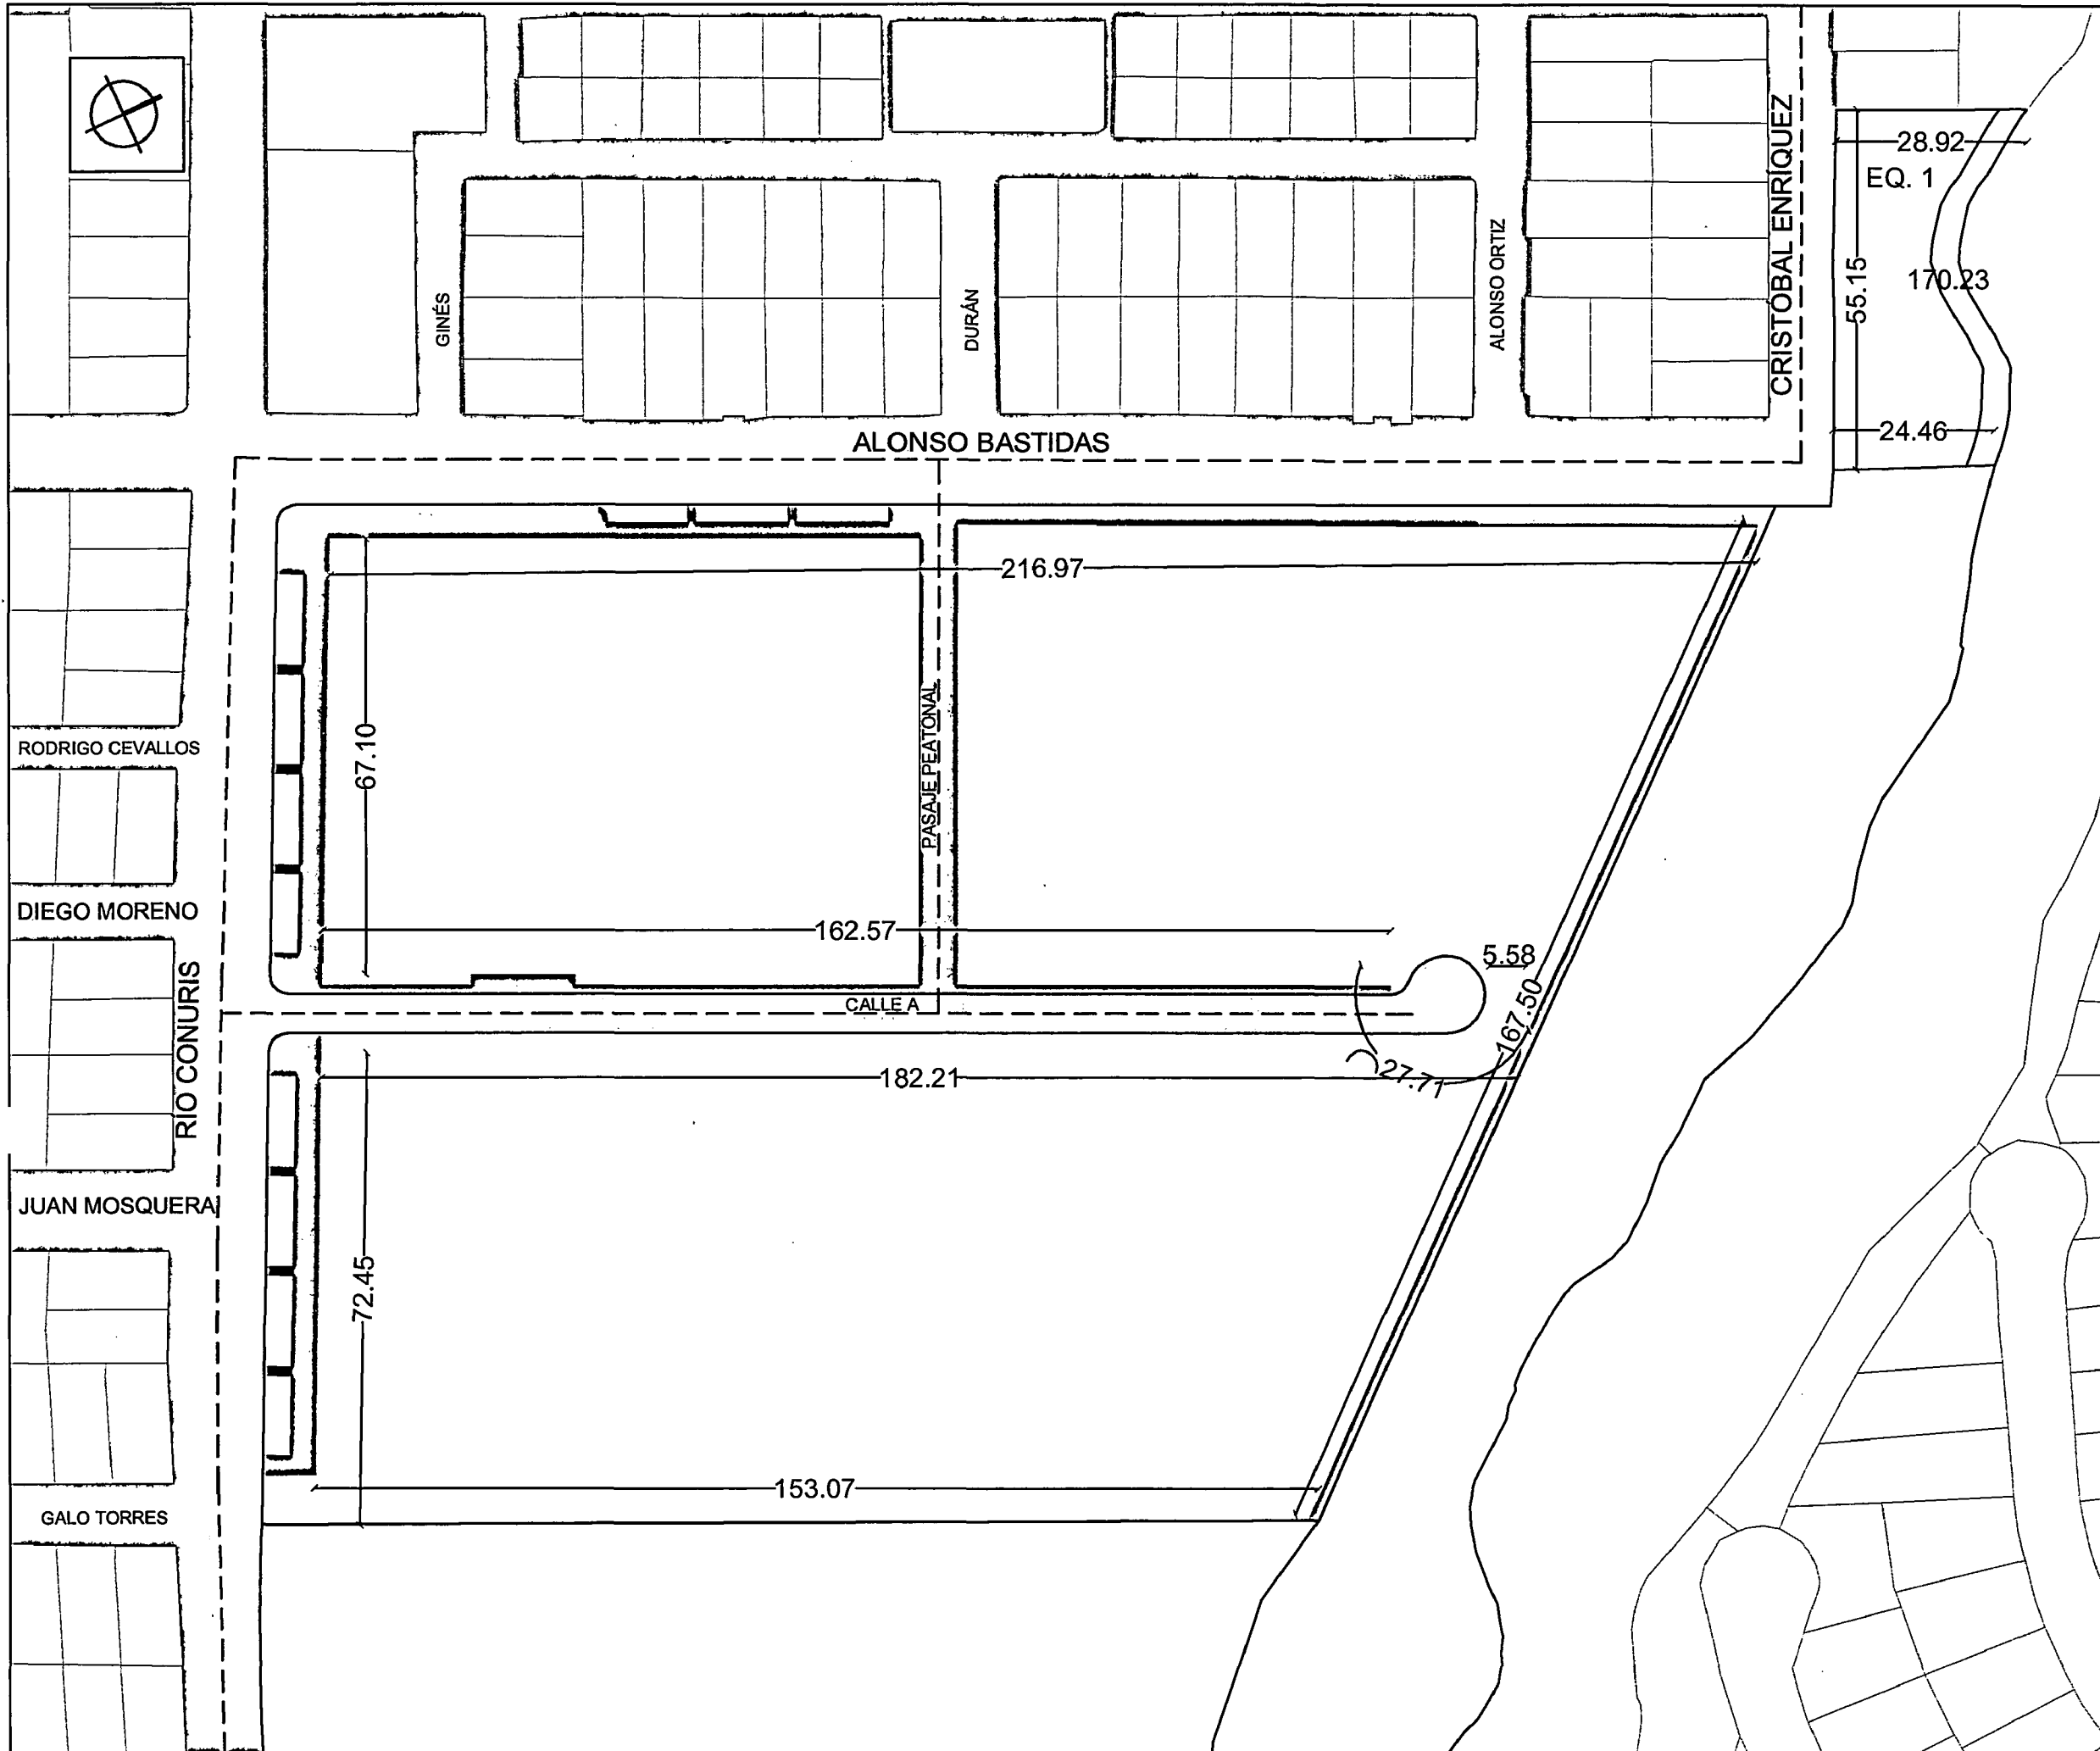 28.92
EQ. 1
CRISTOBAL ENRÍQUEZ
ALONSO ORTIZ
55.15
170.23
GINÉS
DURÁN
24.46
ALONSO BASTIDAS
216.97
PASAJE PEATONAL
67.10
RODRIGO CEVALLOS
DIEGO MORENO
162.57
5.58
RIO CONURIS
CALLE A
167.50
182.21
27.71
JUAN MOSQUERA
72.45
153.07
GALO TORRES